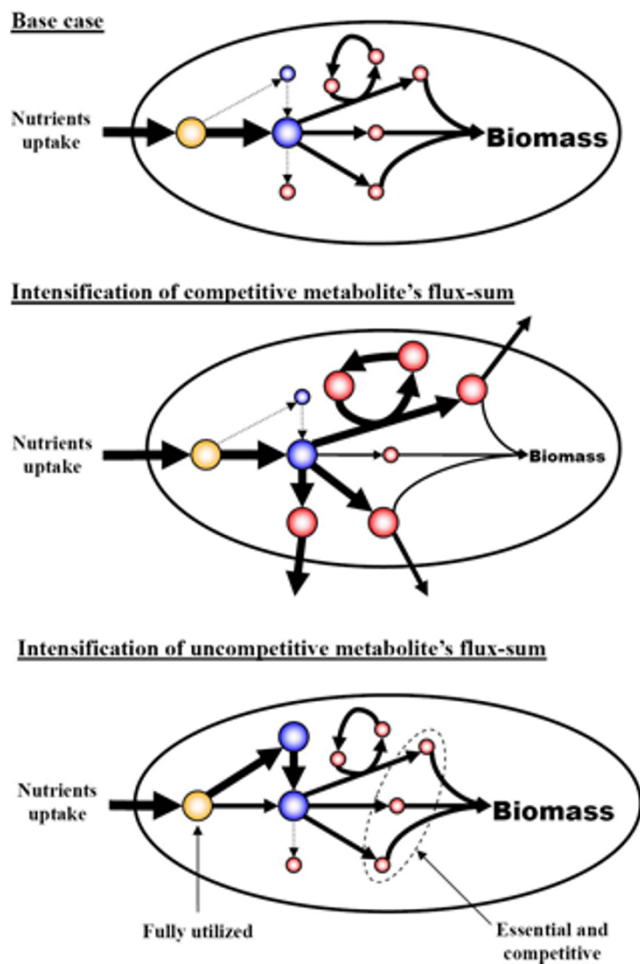 Base case
Nutrients
uptake
Biomass
Intensification of competitive metabolite's flux-sum
Nutrients
uptake
Biomass
Intensification of uncompetitive metabolite's flux-sum
Nutrients
uptake
Biomass
Fully utilized
Essential and
competitive